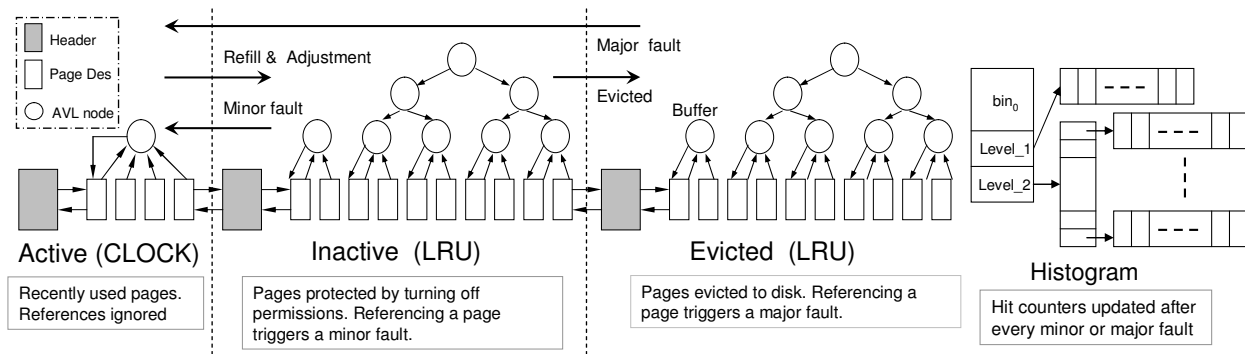 Header
Page Des
AVL node
Major fault
Refill & Adjustment
Minor fault
Evicted
Buffer
bin0
Level_1
Level_2
Active (CLOCK)
Inactive (LRU)
Evicted (LRU)
Histogram
Recently used pages.
References ignored
Pages protected by turning off
permissions. Referencing a page
triggers a minor fault.
Pages evicted to disk. Referencing a
page triggers a major fault.
Hit counters updated after
every minor or major fault